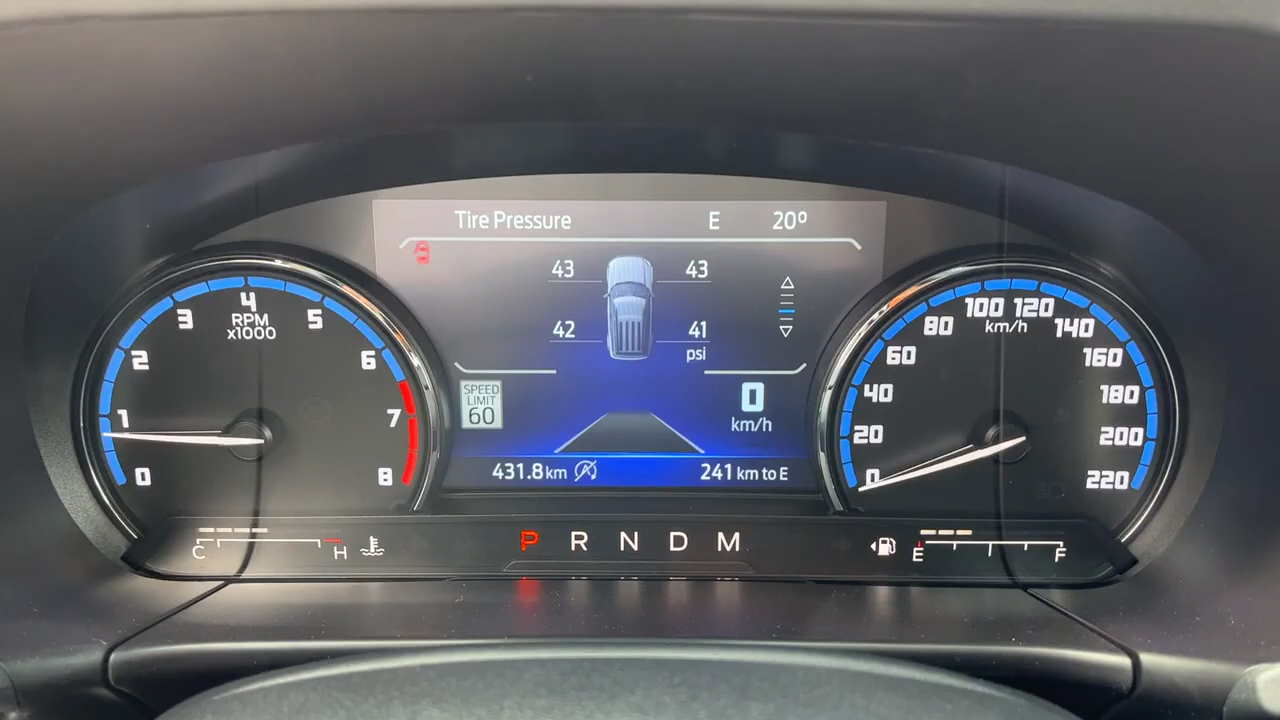 Tire Pressure E 20º
43 43
42 41
psi
SPEED
LIMIT
60
0
km/h
431.8 km A 241 km to E
0
1
2
3
4
5
6
7
8
RPM
x1000
0
20
40
60
80
100
120
140
160
180
200
220
km/h
C H
P R N D M
E F